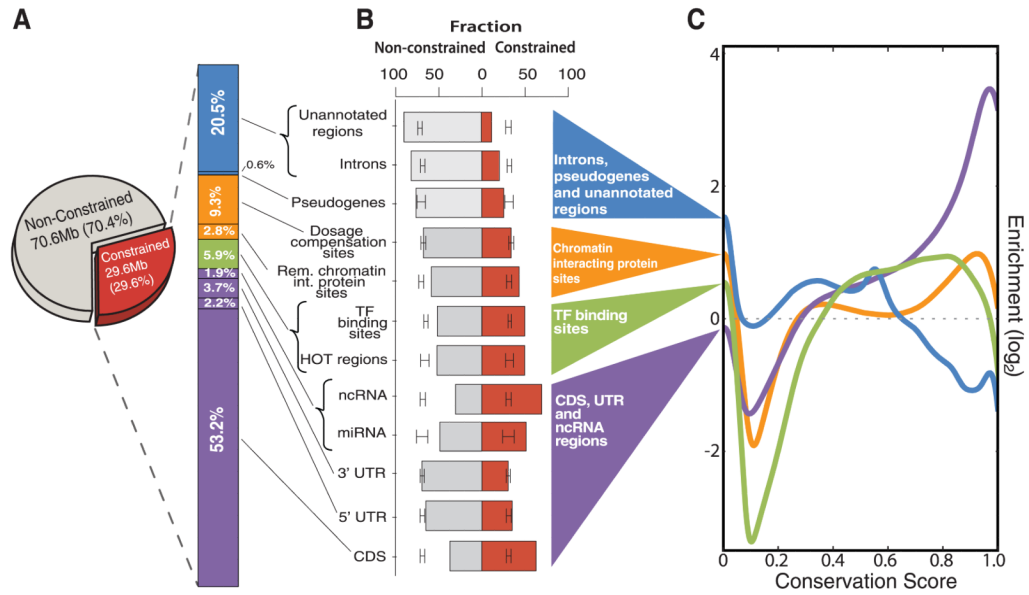 A
B
C
Non-Constrained
70.6Mb (70.4%)
Constrained
29.6Mb
(29.6%)
20.5%
0.6%
9.3%
2.8%
5.9%
1.9%
3.7%
2.2%
53.2%
Fraction
Non-constrained Constrained
100 50 0 50 100
Unannotated
regions
Introns
Pseudogenes
Dosage
compensation
sites
Rem. chromatin
int. protein
sites
TF
binding
sites
HOT regions
ncRNA
miRNA
3' UTR
5' UTR
CDS
Introns,
pseudogenes
and unannotated
regions
Chromatin
interacting protein
sites
TF binding
sites
CDS, UTR
and
ncRNA
regions
4
2
0
-2
0 0.2 0.4 0.6 0.8 1.0
Conservation Score
Enrichment (log2)